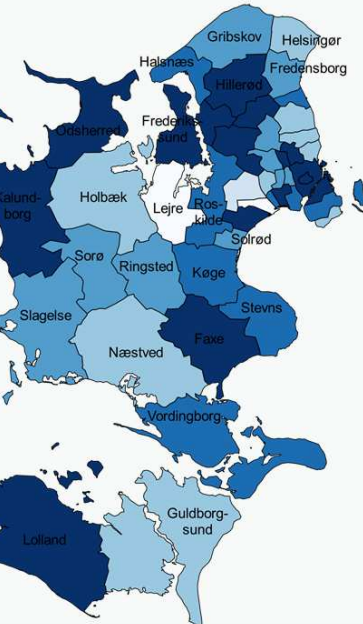 Gribskov
Helsingør
Halsnæs
Hillerød
Fredensborg
Odsherred
Frederiks-
sund
Kalund-
borg
Holbæk
Lejre
Ros-
kilde
Solrød
Sorø
Ringsted
Køge
Slagelse
Stevns
Næstved
Faxe
Vordingborg
Guldborg-
sund
Lolland